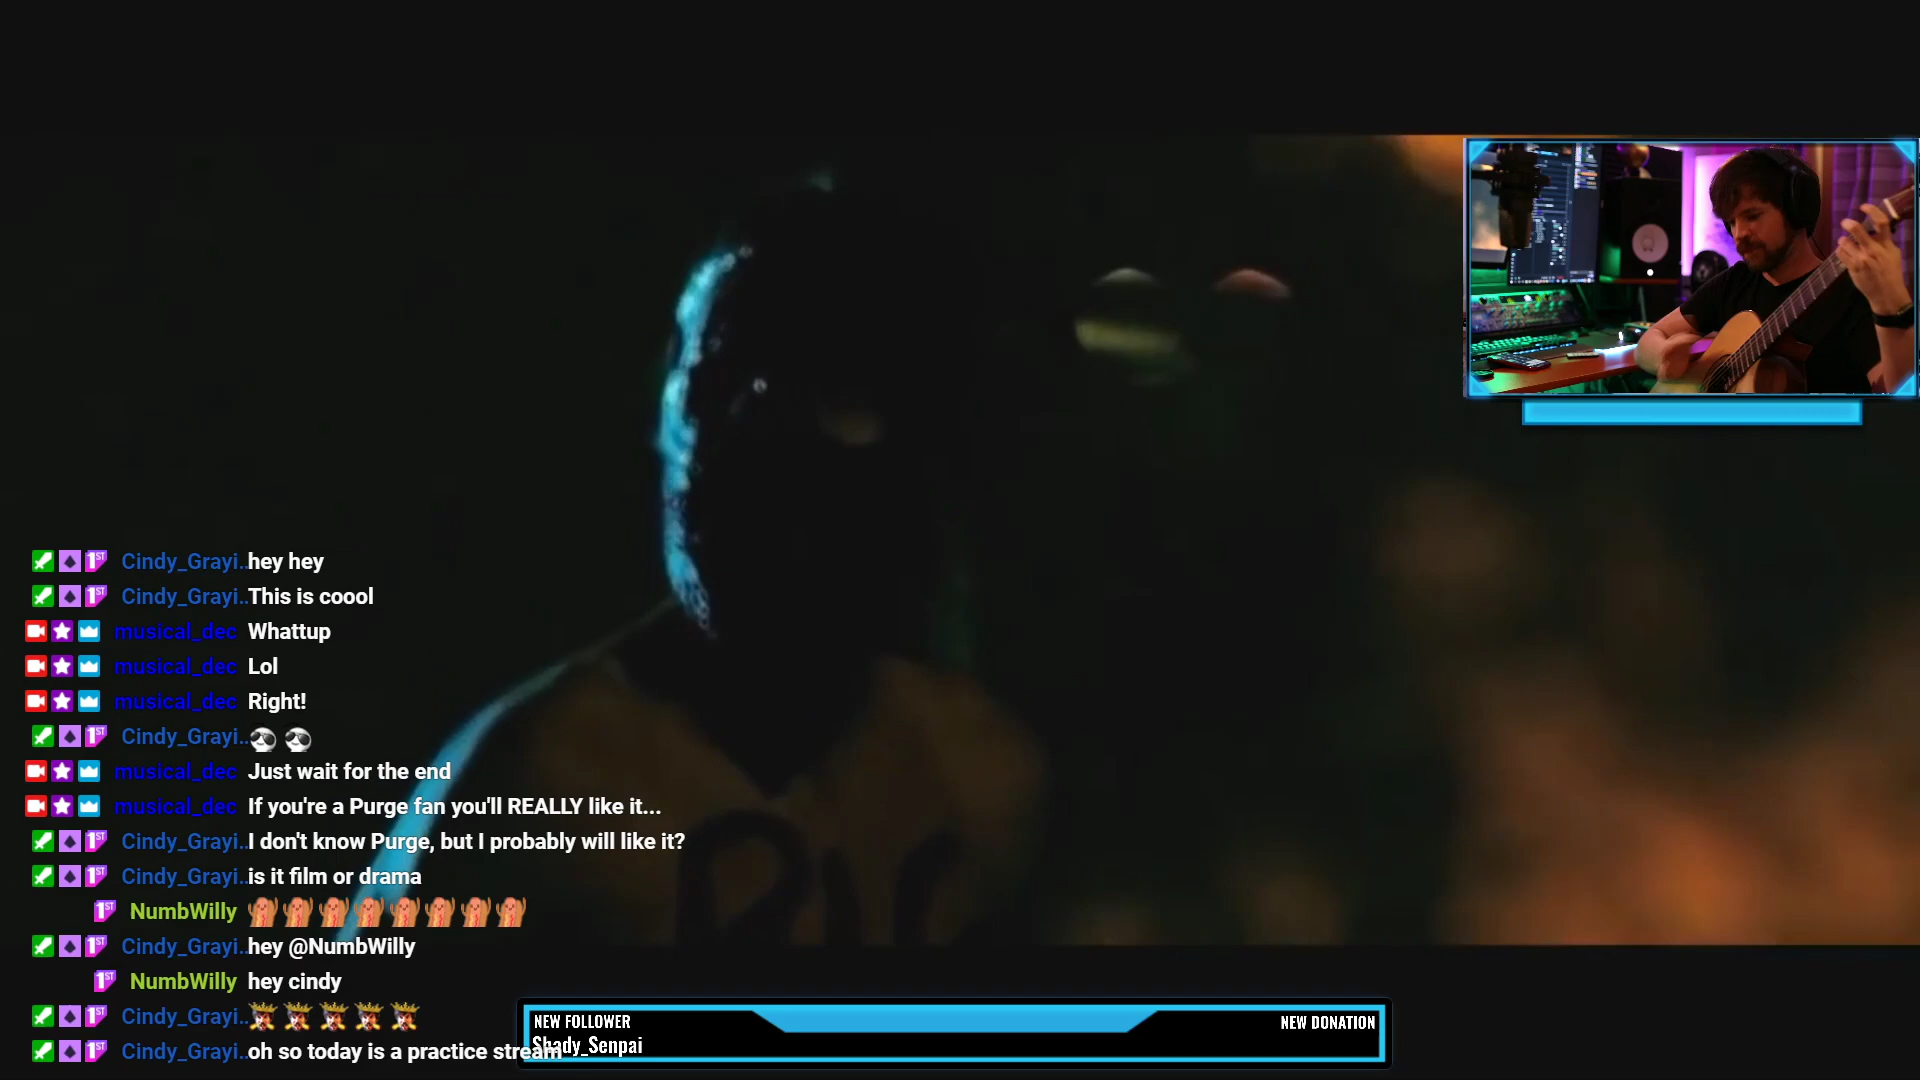 Cindy_Grayi..hey hey
Cindy_Grayi..This is coool
musical_dec Whattup
musical_dec Lol
musical_dec Right!
Cindy_Grayi..
musical_dec Just wait for the end
musical_dec If you're a Purge fan you'll REALLY like it...
Cindy_Grayi..I don't know Purge, but I probably will like it?
Cindy_Grayi..is it film or drama
1ST NumbWilly
Cindy_Grayi..hey @NumbWilly
1ST NumbWilly hey cindy
Cindy_Grayi..
Cindy_Grayi..oh so today is a practice stream
NEW FOLLOWER
Shady_Senpai
NEW DONATION